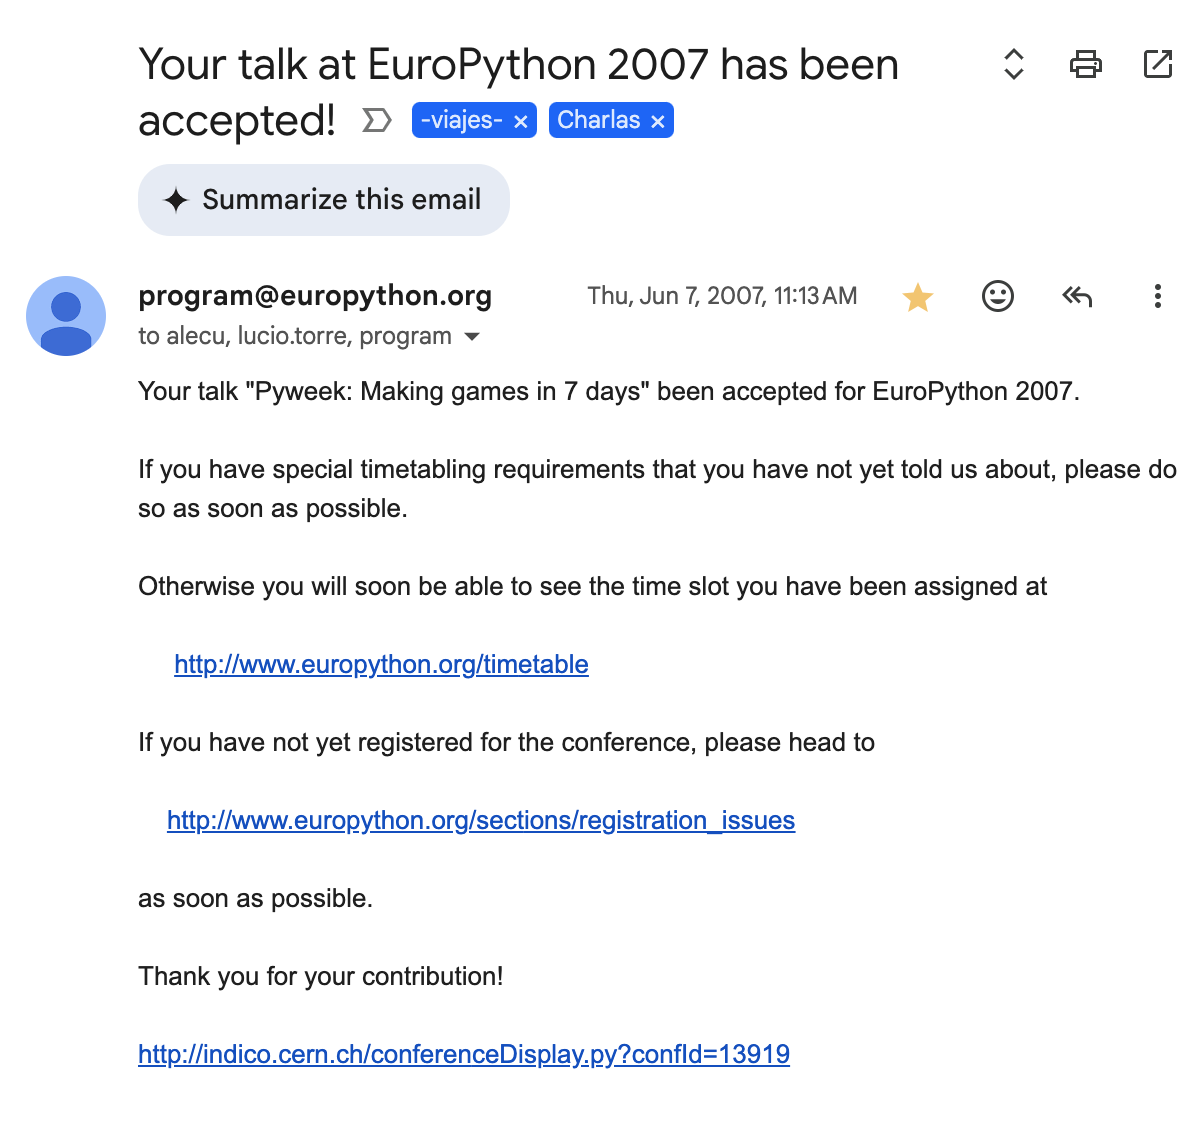 Your talk at EuroPython 2007 has been
accepted! -viajes- × Charlas ×
Summarize this email
program@europython.org Thu, Jun 7, 2007, 11:13 AM
to alecu, lucio.torre, program
Your talk "Pyweek: Making games in 7 days" been accepted for EuroPython 2007.
If you have special timetabling requirements that you have not yet told us about, please do
so as soon as possible.
Otherwise you will soon be able to see the time slot you have been assigned at
http://www.europython.org/timetable
If you have not yet registered for the conference, please head to
http://www.europython.org/sections/registration_issues
as soon as possible.
Thank you for your contribution!
http://indico.cern.ch/conferenceDisplay.py?confId=13919